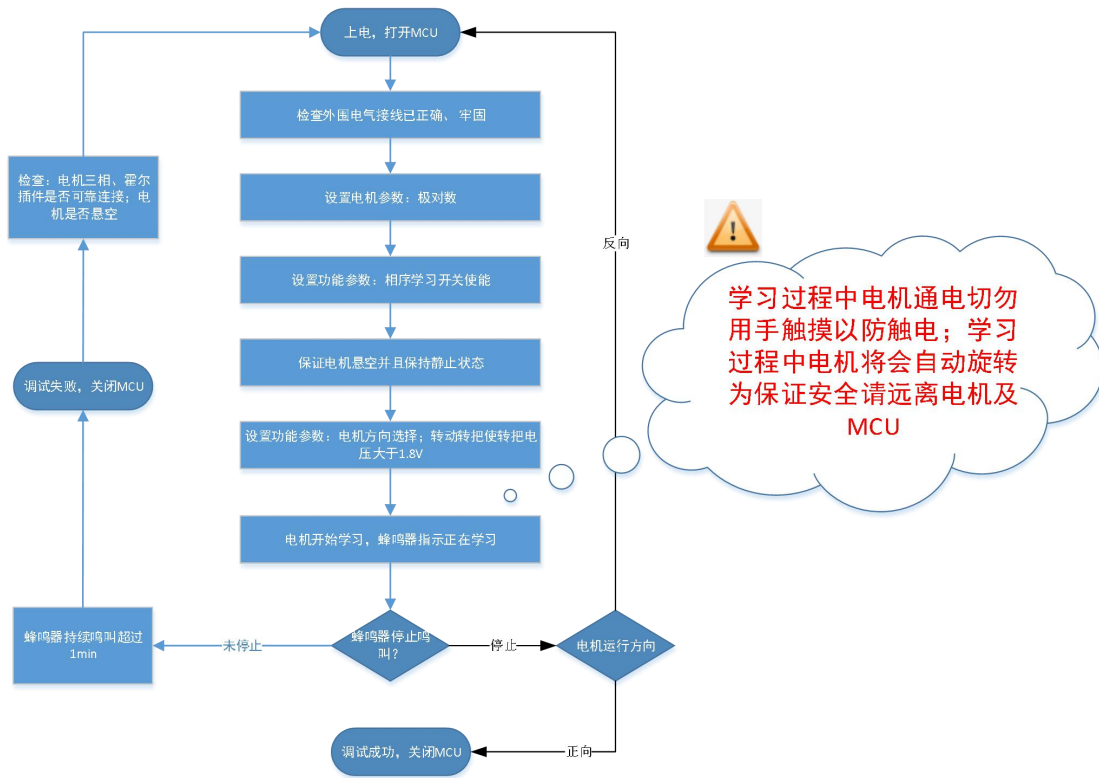 上电，打开MCU
检查外围电气接线已正确、牢固
检查：电机三相、霍尔
插件是否可靠连接；电
机是否悬空
设置电机参数：极对数
反向
设置功能参数：相序学习开关使能
学习过程中电机通电切勿
用手触摸以防触电；学习
过程中电机将会自动旋转
为保证安全请远离电机及
MCU
保证电机悬空并且保持静止状态
调试失败，关闭MCU
设置功能参数：电机方向选择；转动转把使转把电
压大于1.8V
电机开始学习，蜂鸣器指示正在学习
蜂鸣器持续鸣叫超过
1min
未停止
蜂鸣器停止鸣
叫？
停止
电机运行方向
调试成功，关闭MCU
正向